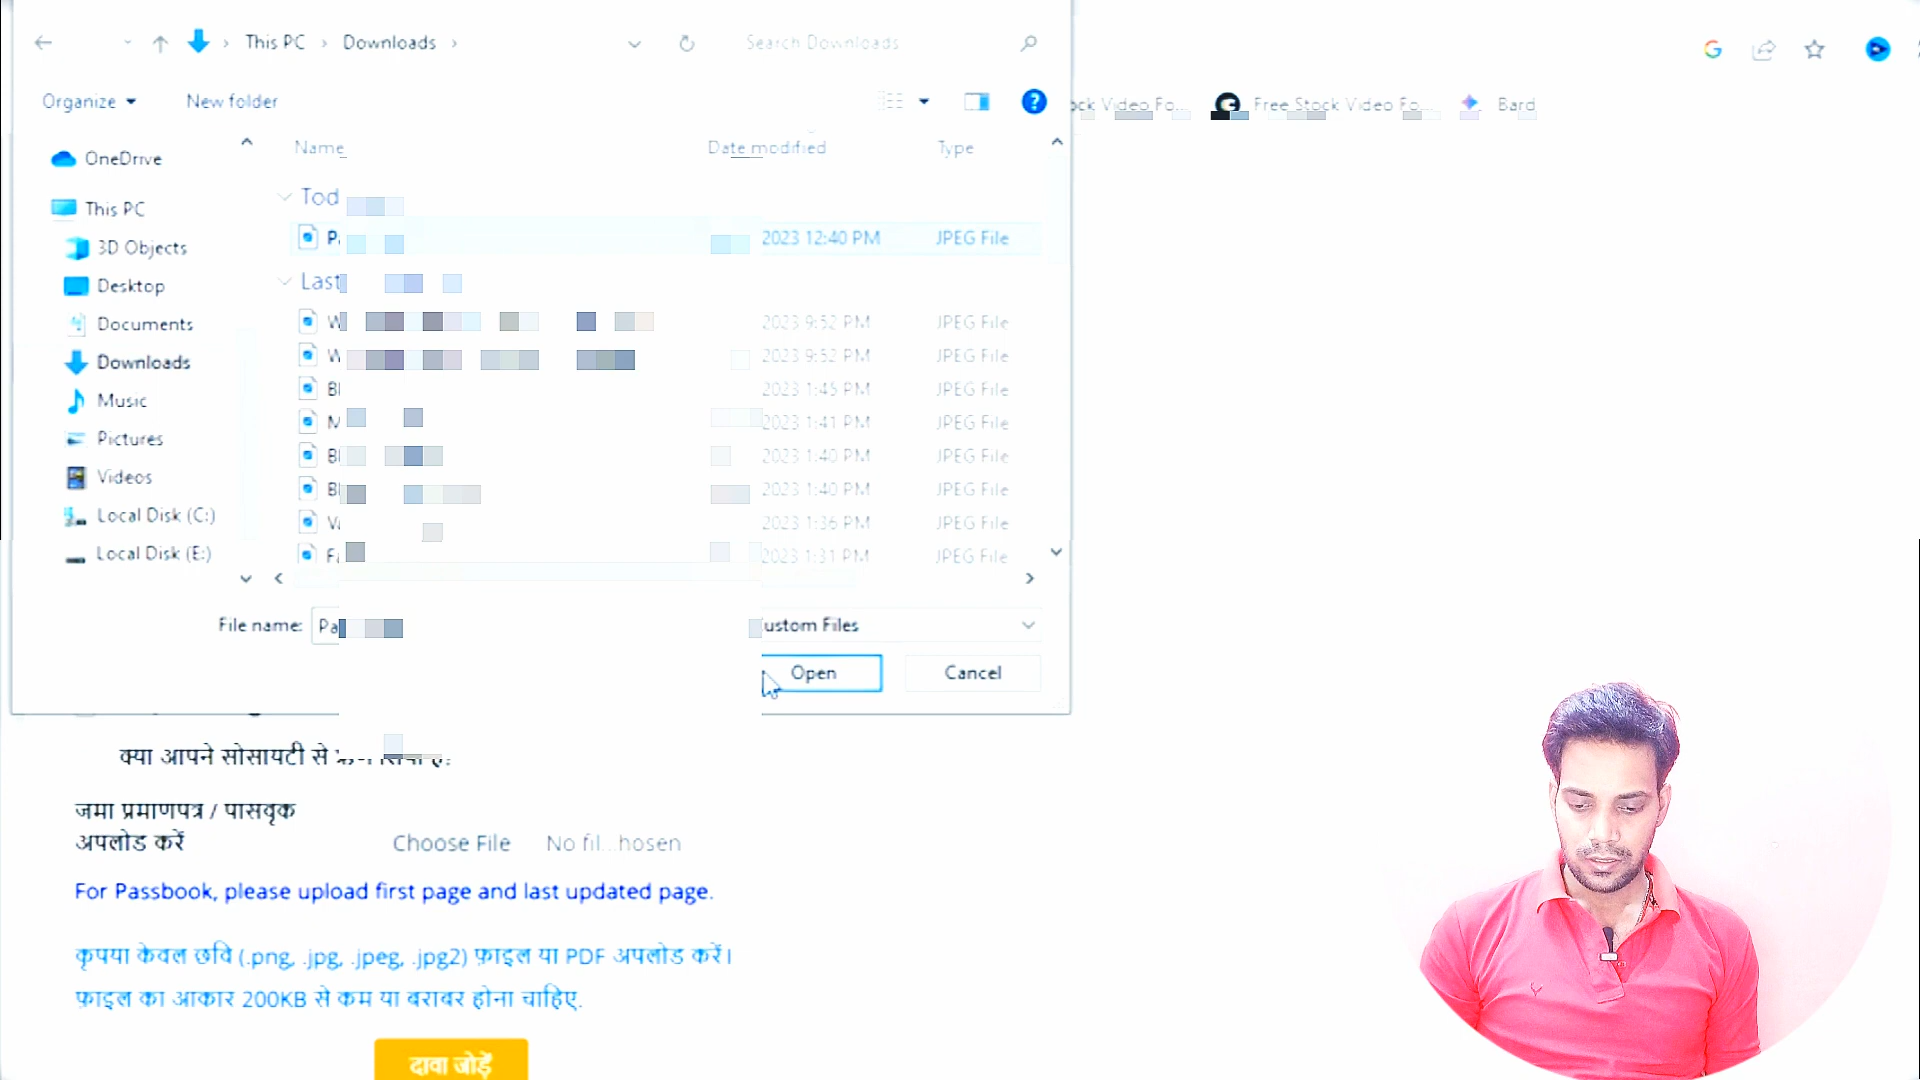 This PC > Downloads >
Search Downloads
Organize
New folder
ck Video Fo...
Free Stock Video Fo...
Bard
Name
Date modified
Type
OneDrive
This PC
3D Objects
Desktop
Documents
Downloads
Music
Pictures
Videos
Local Disk (C:)
Local Disk (E:)
Tod
2023 12:40 PM JPEG File
Last
2023 9:52 PM JPEG File
2023 9:52 PM JPEG File
2023 1:45 PM JPEG File
2023 1:41 PM JPEG File
2023 1:40 PM JPEG File
2023 1:40 PM JPEG File
2023 1:36 PM JPEG File
2023 1:31 PM JPEG File
File name: Pa
ustom Files
Open
Cancel
क्या आपने सोसायटी से
जमा प्रमाणपत्र / पासवृक
अपलोड करें
Choose File No fil...hosen
For Passbook, please upload first page and last updated page.
कृपया केवल छवि (.png, .jpg, .jpeg, .jpg2) फ़ाइल या PDF अपलोड करें।
फ़ाइल का आकार 200KB से कम या बराबर होना चाहिए.
दावा जोड़ें